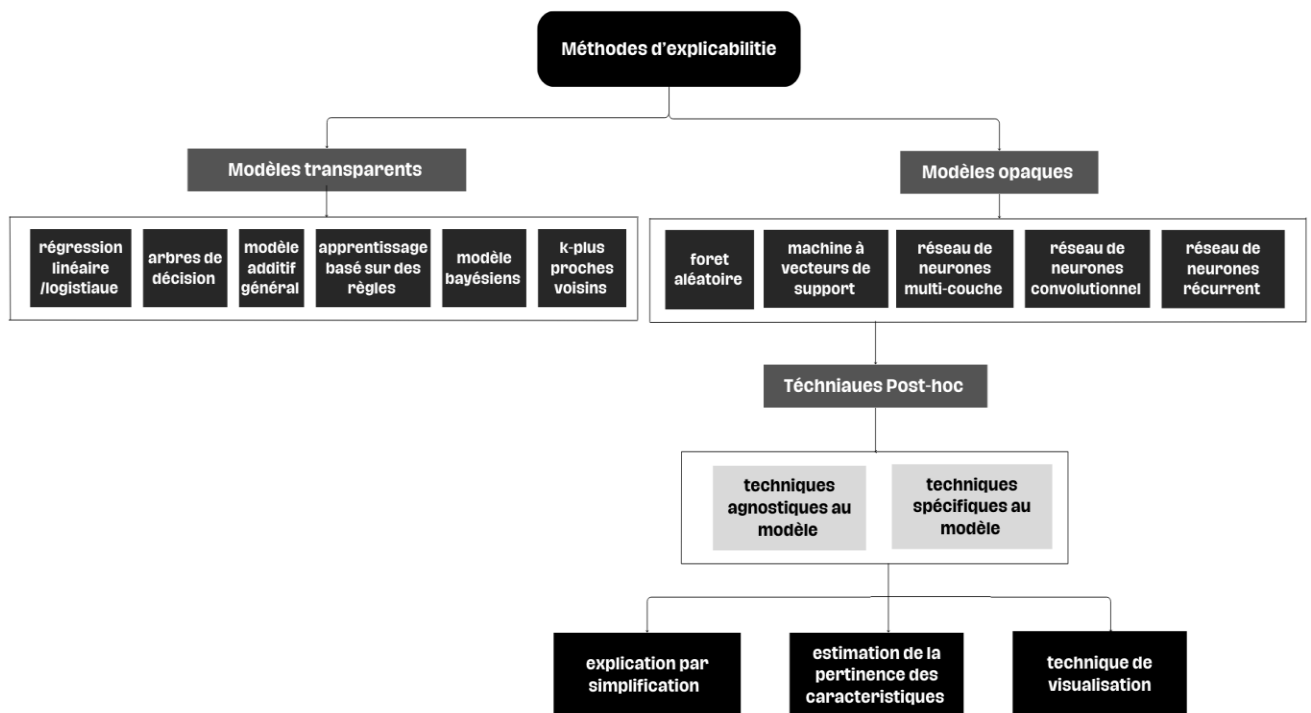 Méthodes d'explicabilitie
Modèles transparents
Modèles opaques
régression
linéaire
/logistiaue
arbres de
décision
modèle
additif
général
apprentissage
basé sur des
règles
modèle
bayésiens
k-plus
proches
voisins
foret
aléatoire
machine à
vecteurs de
support
réseau de
neurones
multi-couche
réseau de
neurones
convolutionnel
réseau de
neurones
récurrent
Téchniaues Post-hoc
techniques
agnostiques au
modèle
techniques
spécifiques au
modèle
explication par
simplification
estimation de la
pertinence des
caracteristiques
technique de
visualisation